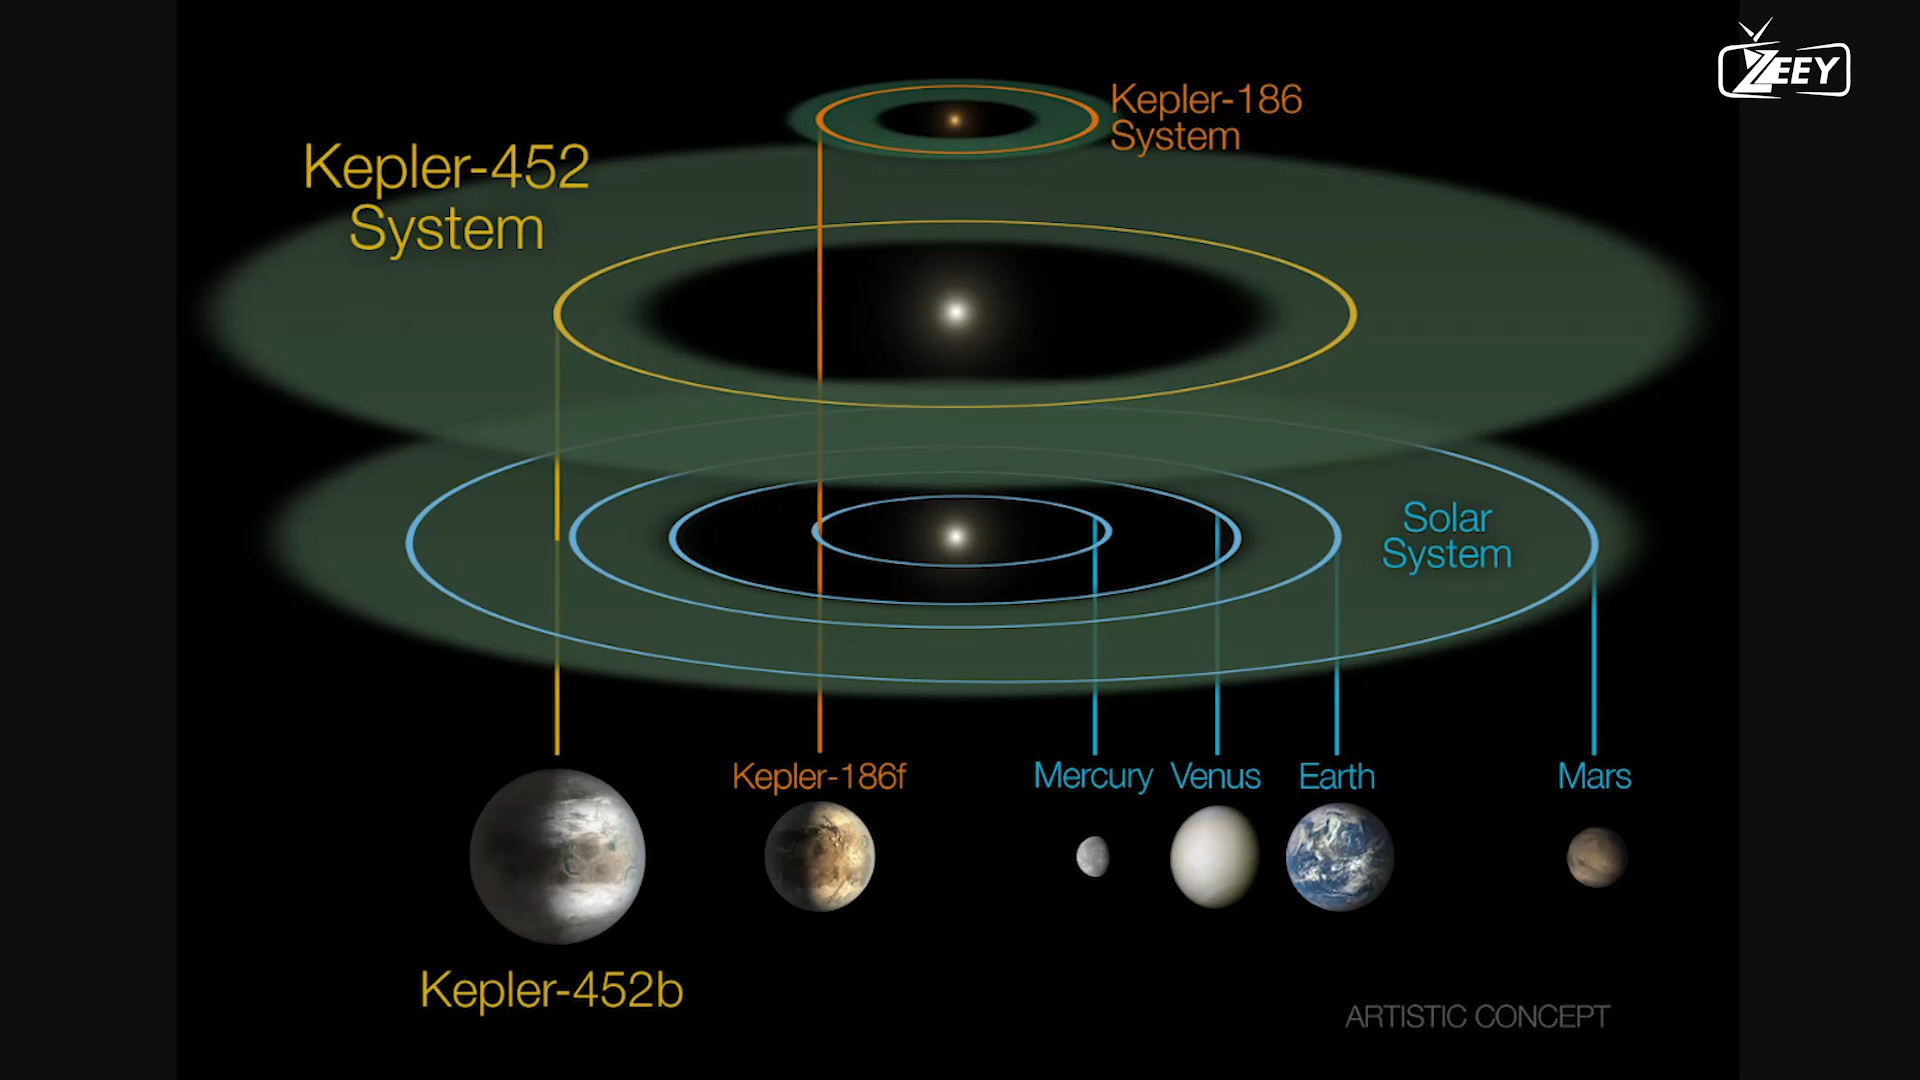 ZEEY
Kepler-186
System
Kepler-452
System
Solar
System
Kepler-186f
Mercury
Venus
Earth
Mars
Kepler-452b
ARTISTIC CONCEPT